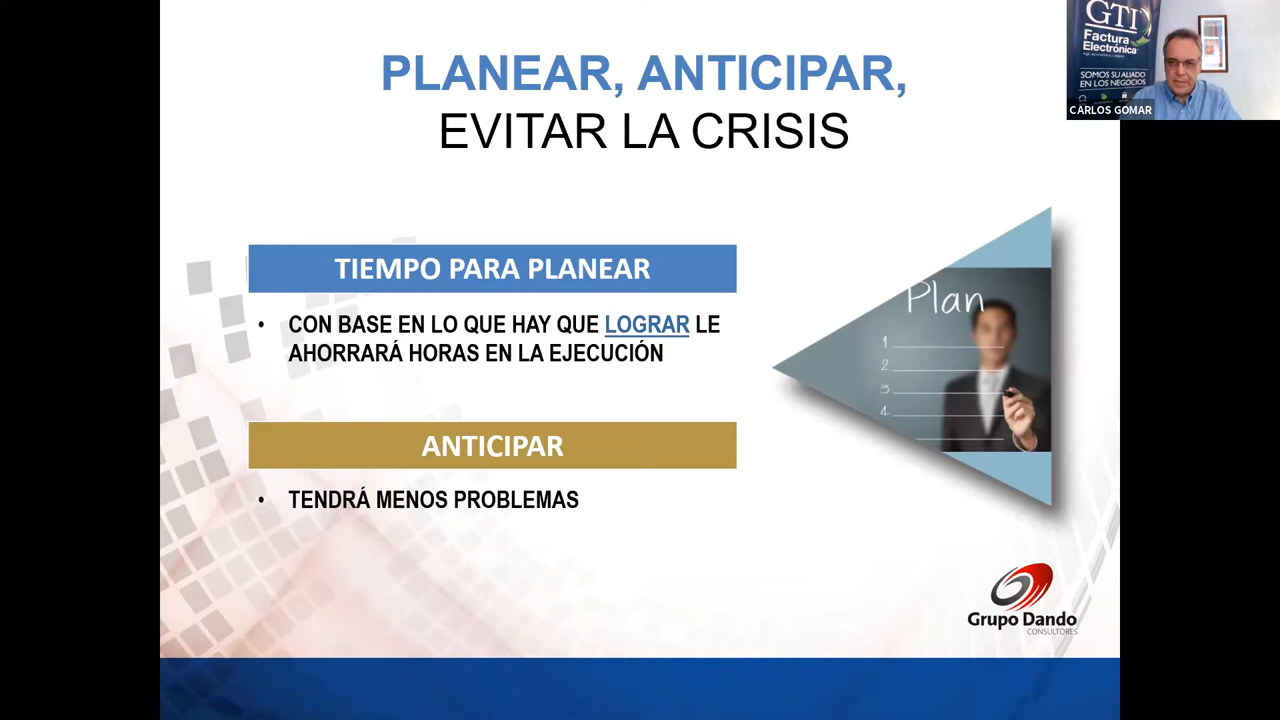 PLANEAR, ANTICIPAR,
EVITAR LA CRISIS
TIEMPO PARA PLANEAR
• CON BASE EN LO QUE HAY QUE LOGRAR LE
AHORRARÁ HORAS EN LA EJECUCIÓN
ANTICIPAR
• TENDRÁ MENOS PROBLEMAS
Plan
1
2
3
4
Grupo Dando
CONSULTORES
GTI
Factura
Electrónica
SOMOS SU ALIADO
EN LOS NEGOCIOS
CARLOS GOMAR